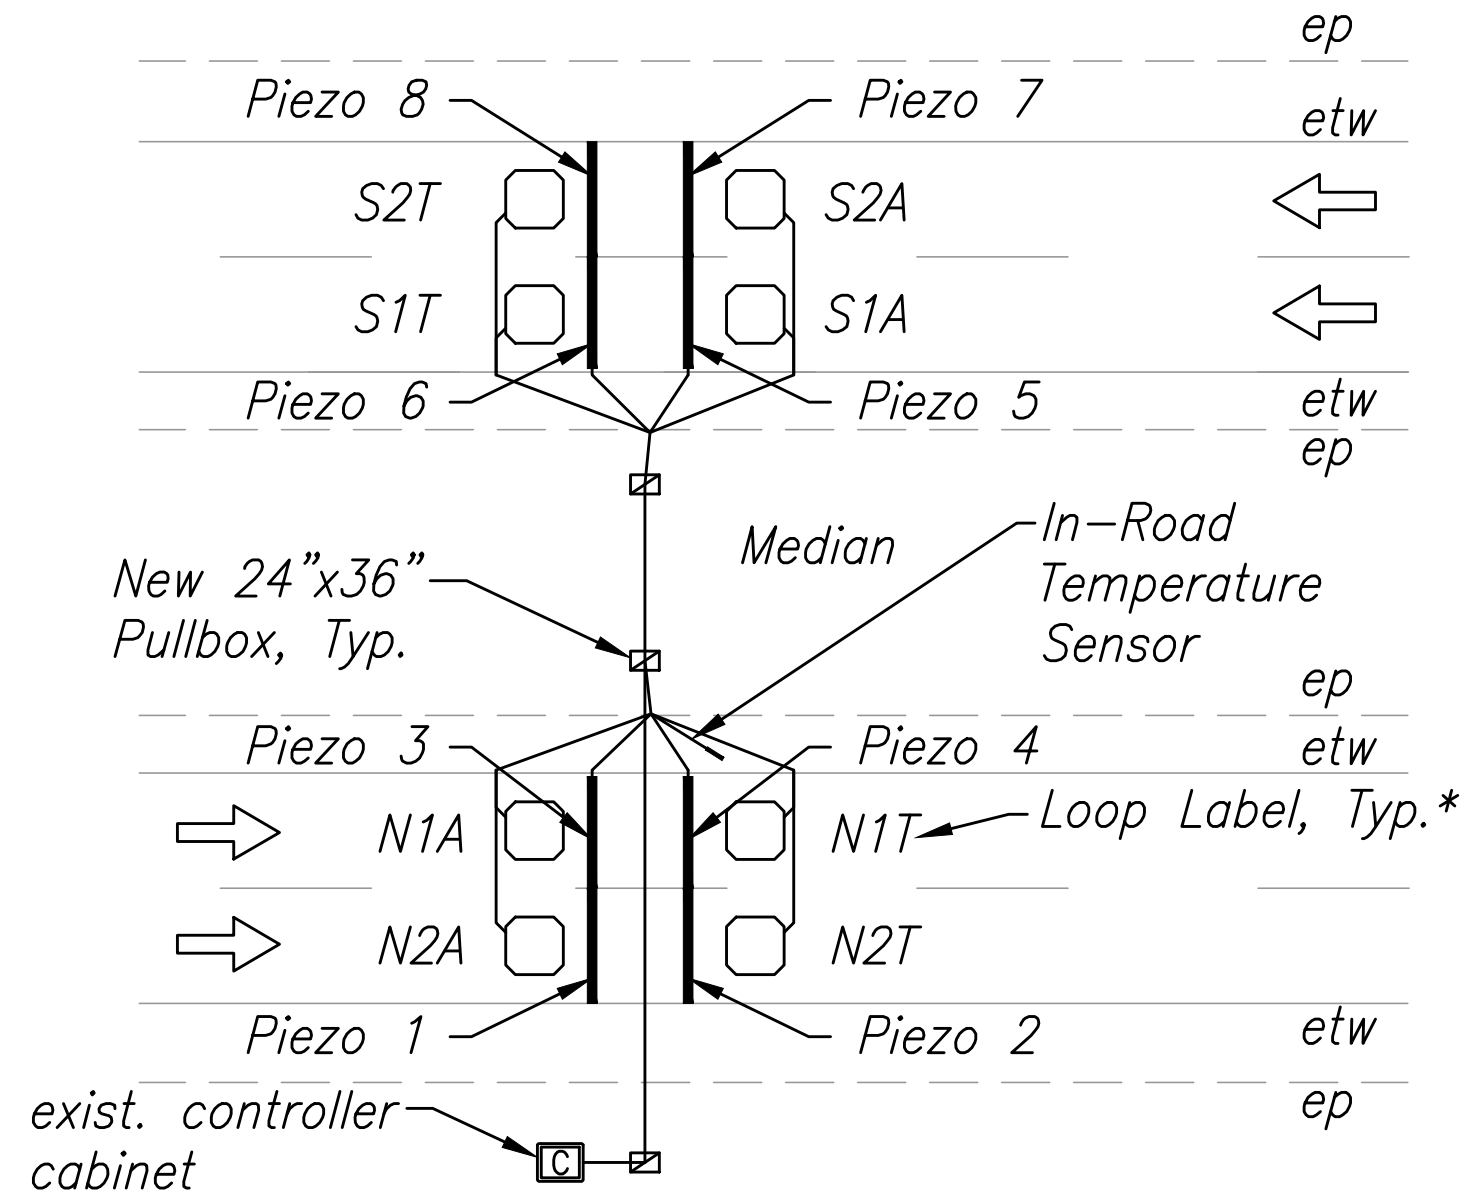 ep
Piezo 8
Piezo 7
etw
S2T
S2A
S1T
S1A
Piezo 6
Piezo 5
etw
ep
In-Road
Temperature
Sensor
Median
New 24"x36"
Pullbox, Typ.
ep
Piezo 3
Piezo 4
etw
N1A
N1T
Loop Label, Typ.*
N2A
N2T
Piezo 1
Piezo 2
etw
ep
exist. controller
cabinet
C